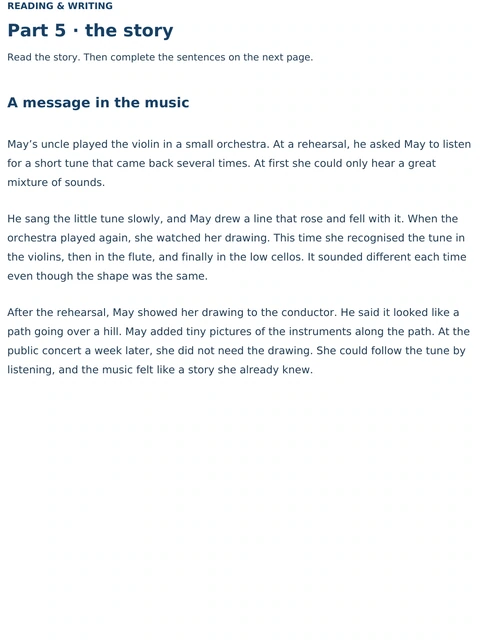 READING & WRITING
Part 5 · the story
Read the story. Then complete the sentences on the next page.
A message in the music
May’s uncle played the violin in a small orchestra. At a rehearsal, he asked May to listen
for a short tune that came back several times. At first she could only hear a great
mixture of sounds.
He sang the little tune slowly, and May drew a line that rose and fell with it. When the
orchestra played again, she watched her drawing. This time she recognised the tune in
the violins, then in the flute, and finally in the low cellos. It sounded different each time
even though the shape was the same.
After the rehearsal, May showed her drawing to the conductor. He said it looked like a
path going over a hill. May added tiny pictures of the instruments along the path. At the
public concert a week later, she did not need the drawing. She could follow the tune by
listening, and the music felt like a story she already knew.